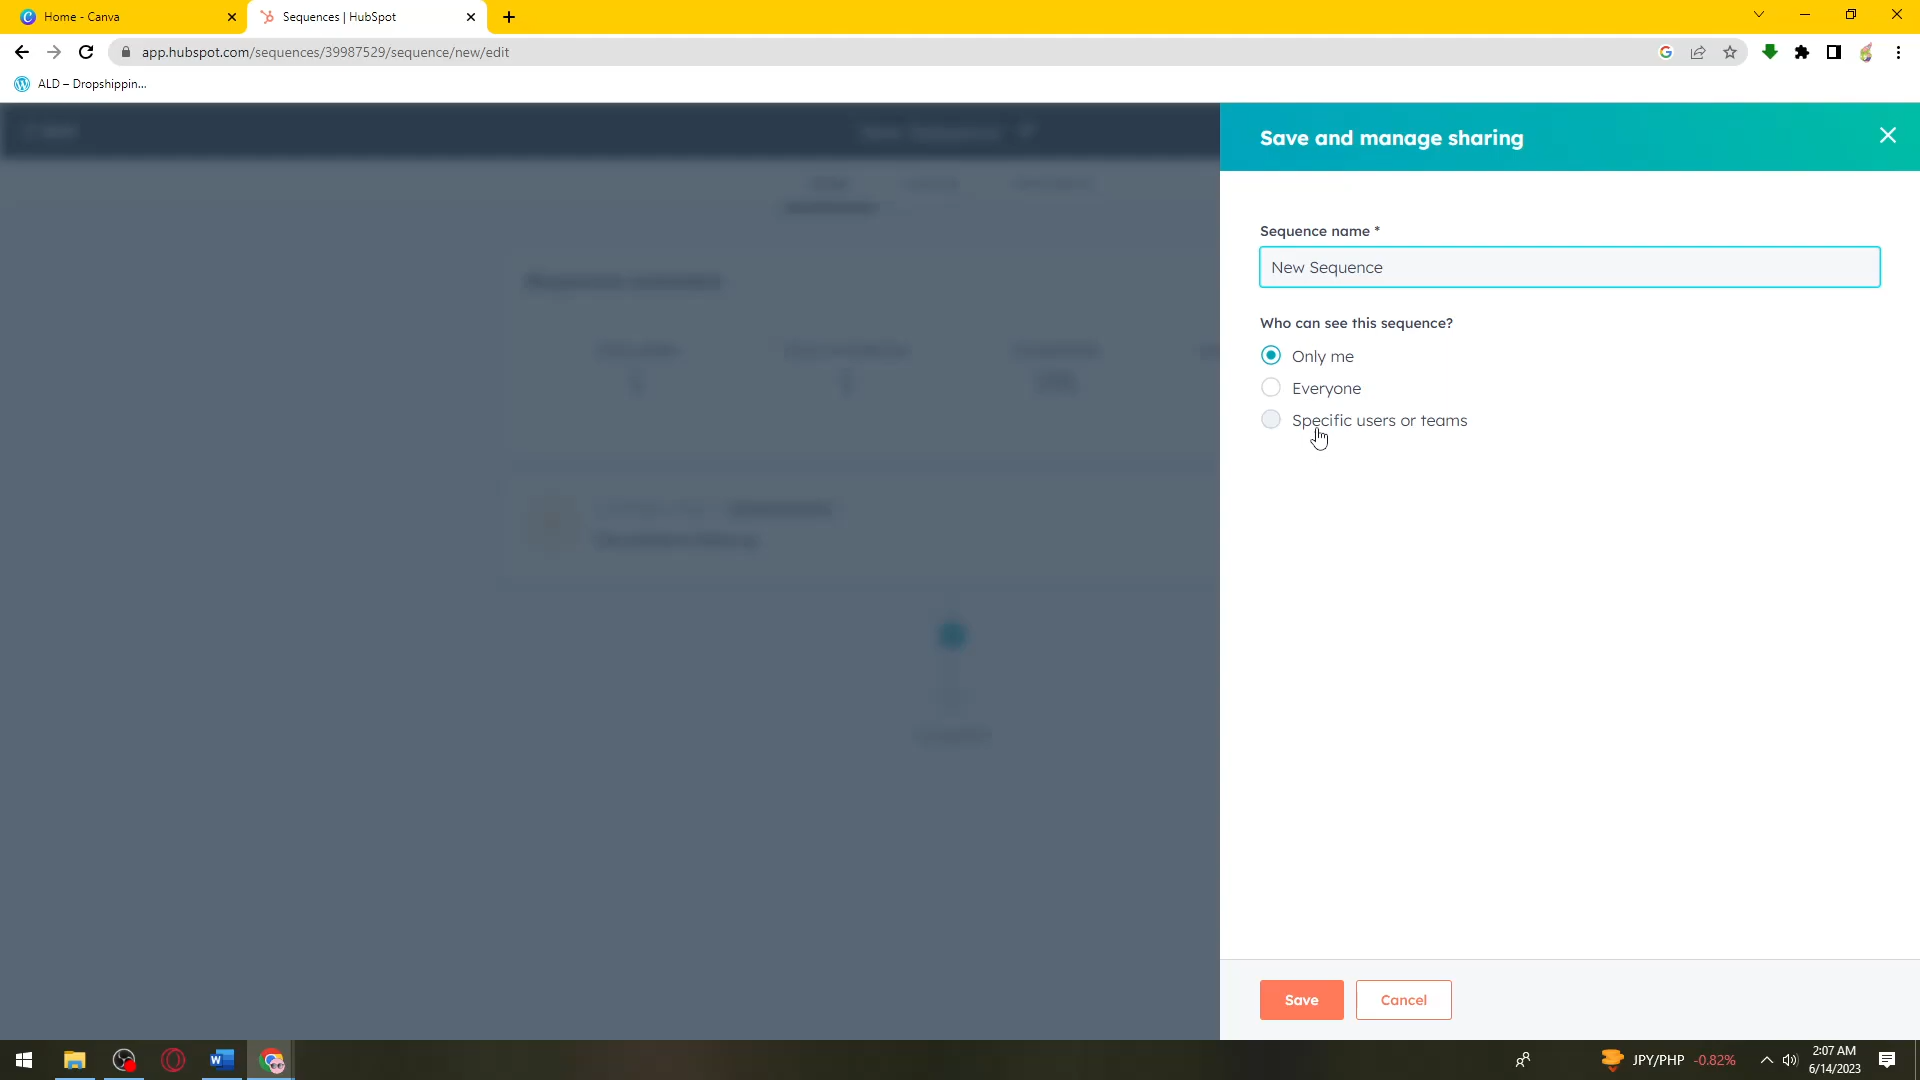 Home - Canva
Sequences | HubSpot
app.hubspot.com/sequences/39987529/sequence/new/edit
ALD – Dropshippin...
Save and manage sharing
Sequence name *
New Sequence
Who can see this sequence?
Only me
Everyone
Specific users or teams
Save
Cancel
JPY/PHP -0.82%
2:07 AM
6/14/2023